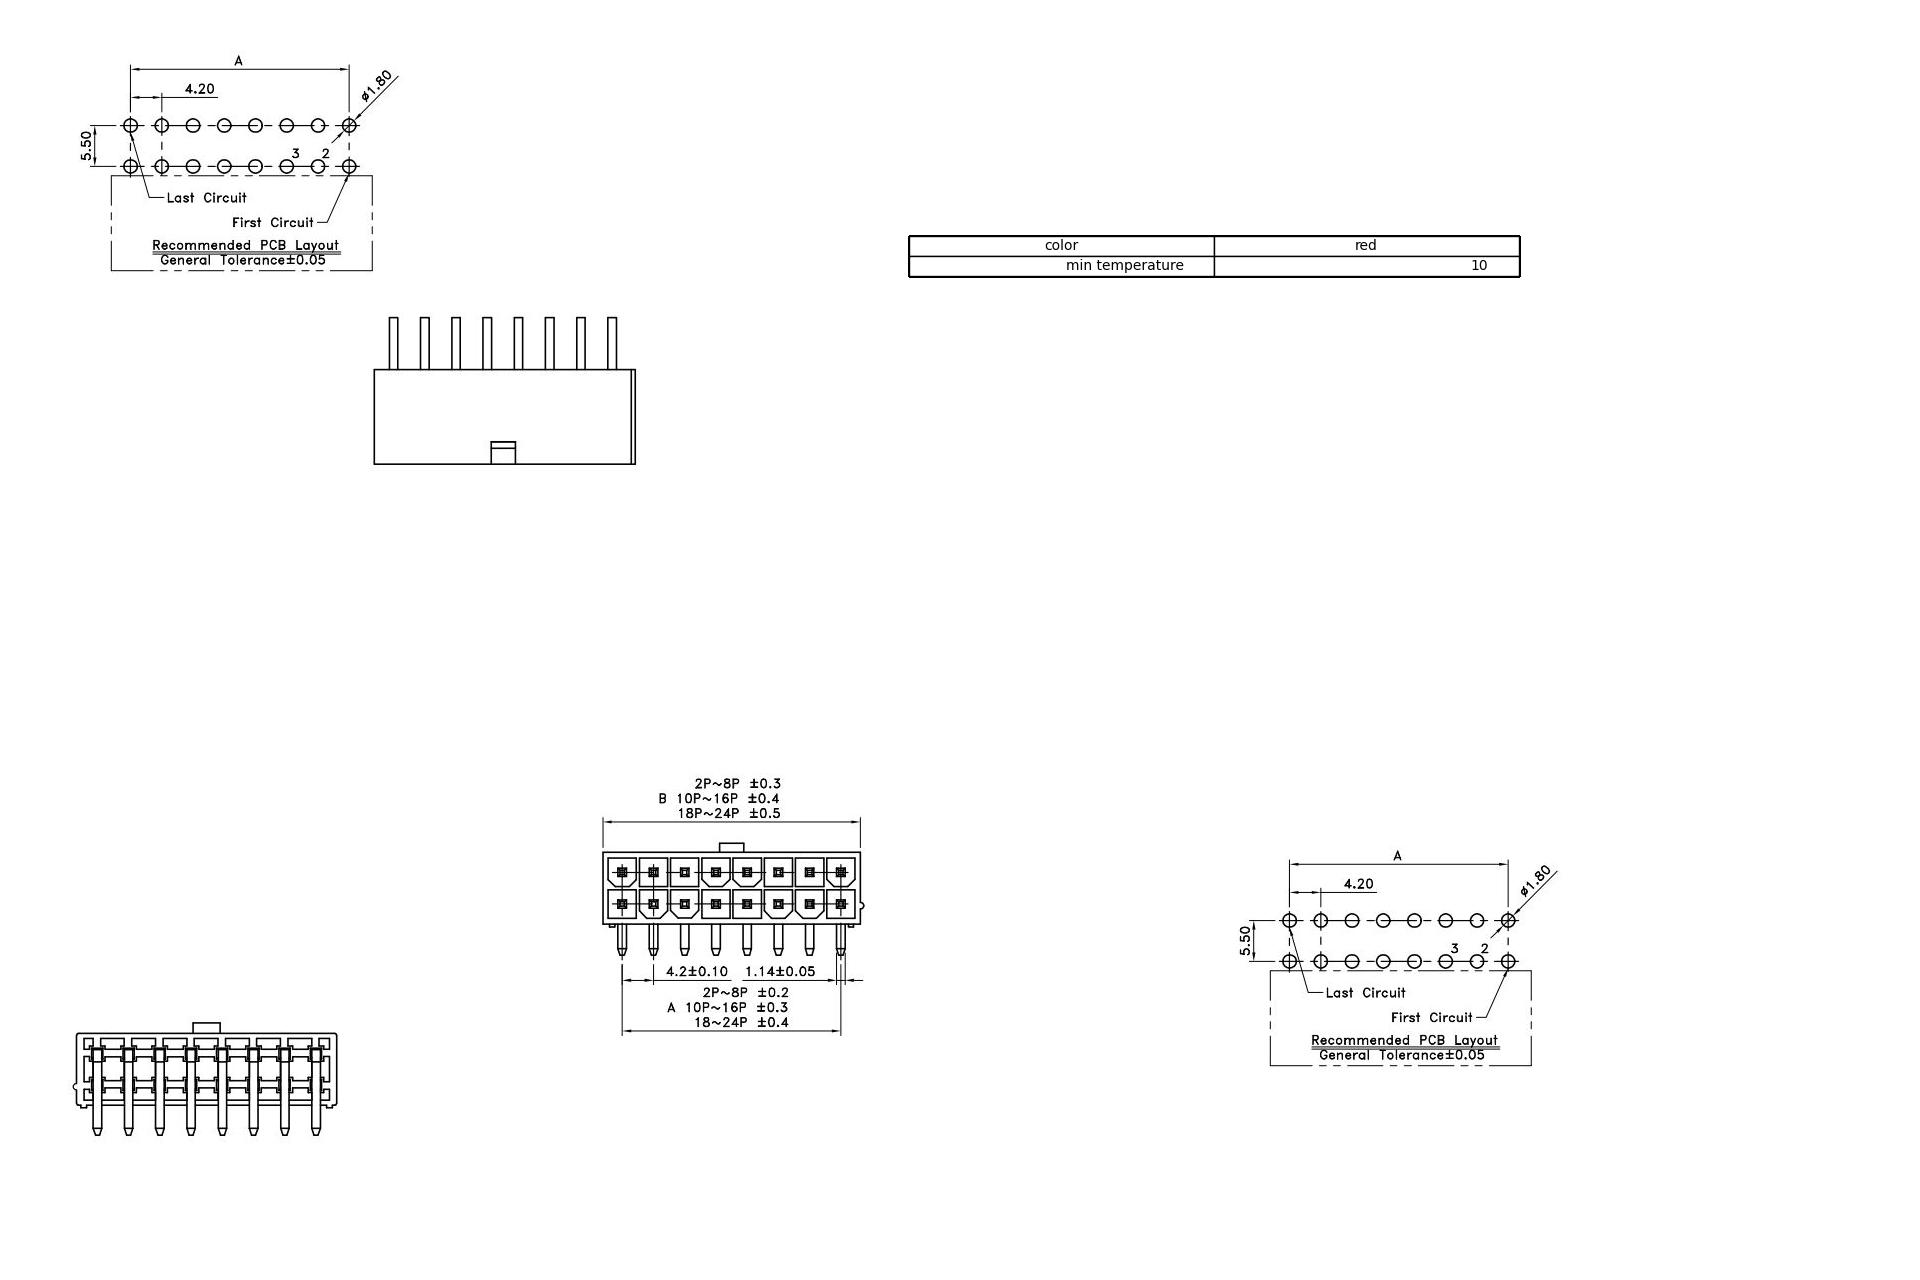 A
4.20
ø1.80
5.50
3 2
Last Circuit
First Circuit
Recommended PCB Layout
General Tolerance±0.05
color red
min temperature 10
2P~8P ±0.3
B 10P~16P ±0.4
18P~24P ±0.5
4.2±0.10 1.14±0.05
2P~8P ±0.2
A 10P~16P ±0.3
18~24P ±0.4
A
4.20
ø1.80
5.50
3 2
Last Circuit
First Circuit
Recommended PCB Layout
General Tolerance±0.05